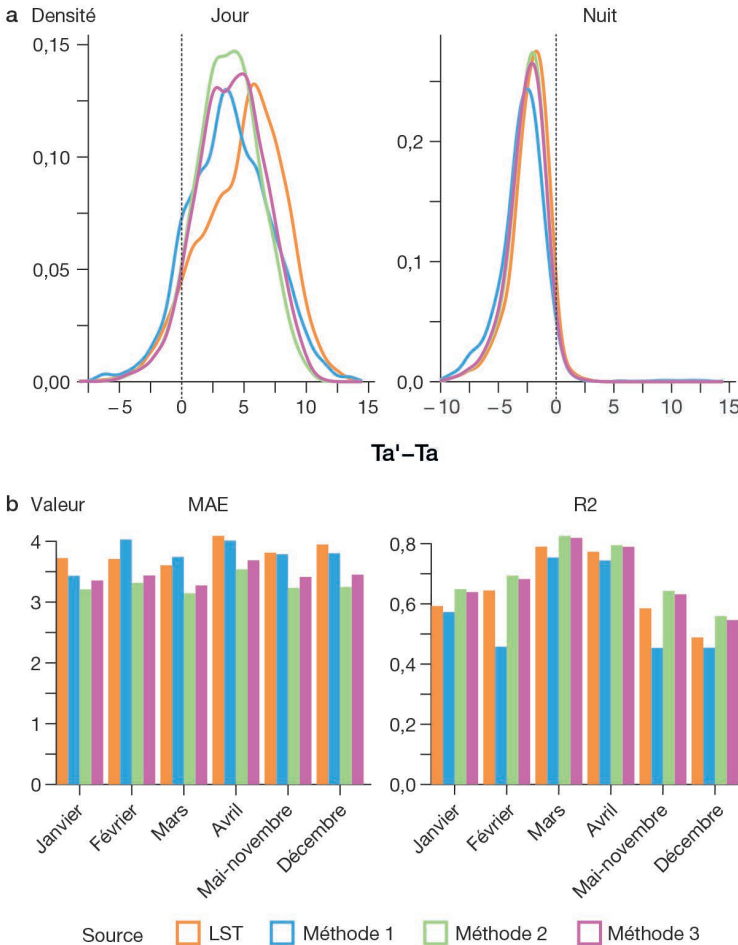 a Densité Jour Nuit
0,15
0,10
0,05
0,00
−5 0 5 10 15
0,2
0,1
0,0
−10 −5 0 5 10 15
Ta'−Ta
b Valeur MAE R2
4
3
2
1
0
Janvier
Février
Mars
Avril
Mai-novembre
Décembre
0,8
0,6
0,4
0,2
0,0
Janvier
Février
Mars
Avril
Mai-novembre
Décembre
Source LST Méthode 1 Méthode 2 Méthode 3